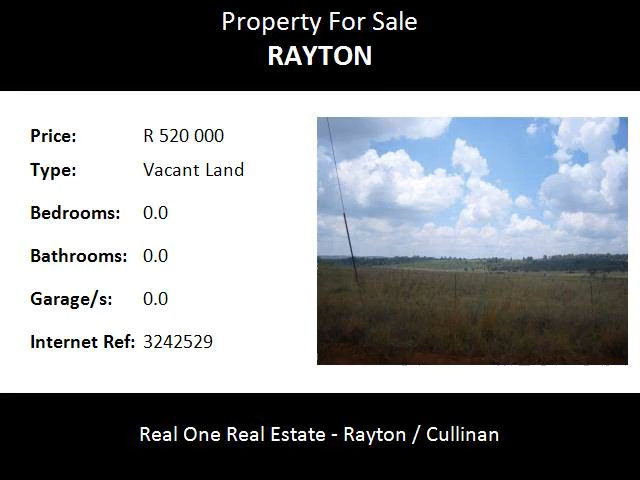 Property For Sale
RAYTON
Price: R 520 000
Type: Vacant Land
Bedrooms: 0.0
Bathrooms: 0.0
Garage/s: 0.0
Internet Ref: 3242529
Real One Real Estate - Rayton / Cullinan